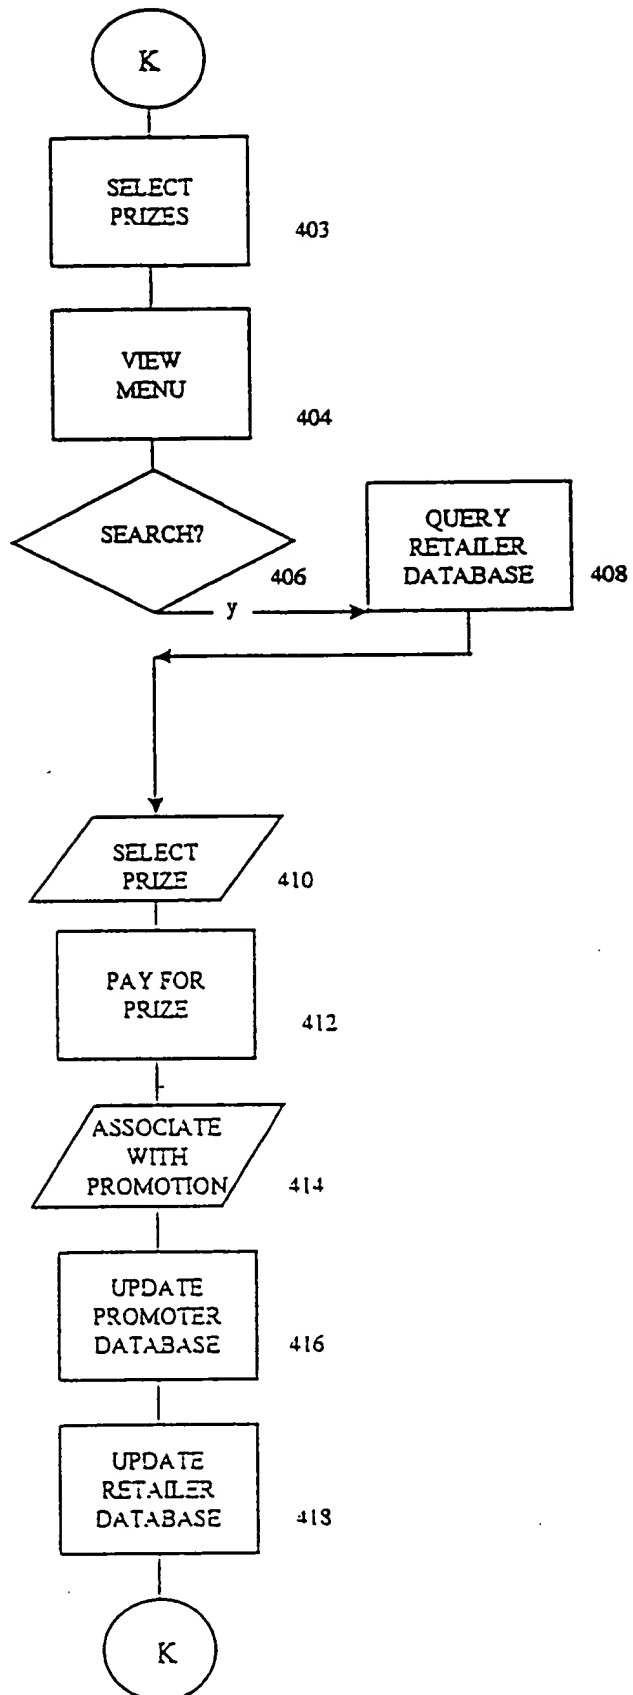 K
SELECT
PRIZES
403
VIEW
MENU
404
SEARCH?
406
y
QUERY
RETAILER
DATABASE
408
SELECT
PRIZE
410
PAY FOR
PRIZE
412
ASSOCIATE
WITH
PROMOTION
414
UPDATE
PROMOTER
DATABASE
416
UPDATE
RETAILER
DATABASE
418
K